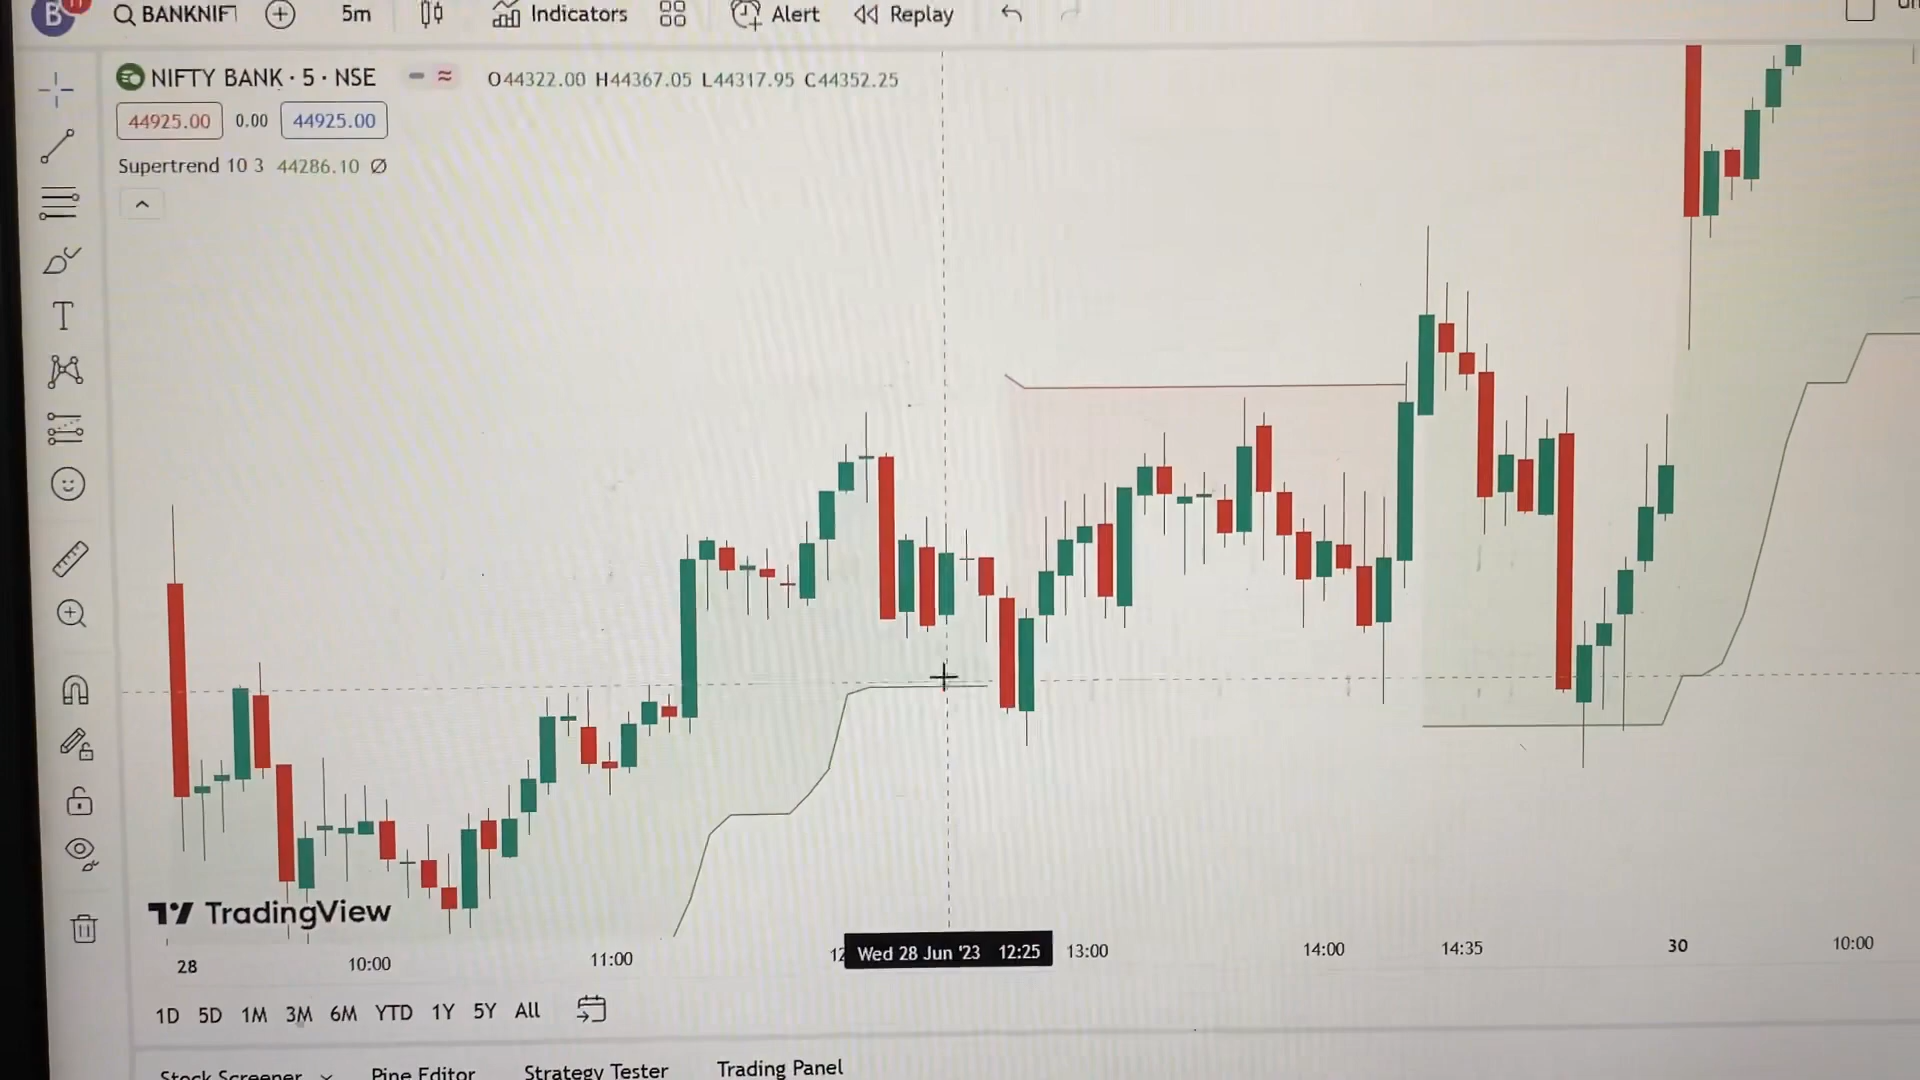 B 11 BANKNIF 5m Indicators Alert Replay
NIFTY BANK · 5 · NSE O44322.00 H44367.05 L44317.95 C44352.25
44925.00 0.00 44925.00
Supertrend 10 3 44286.10 Ø
T
TradingView
28 10:00 11:00 12 Wed 28 Jun '23 12:25 13:00 14:00 14:35 30 10:00
1D 5D 1M 3M 6M YTD 1Y 5Y All
Stock Screener Pine Editor Strategy Tester Trading Panel